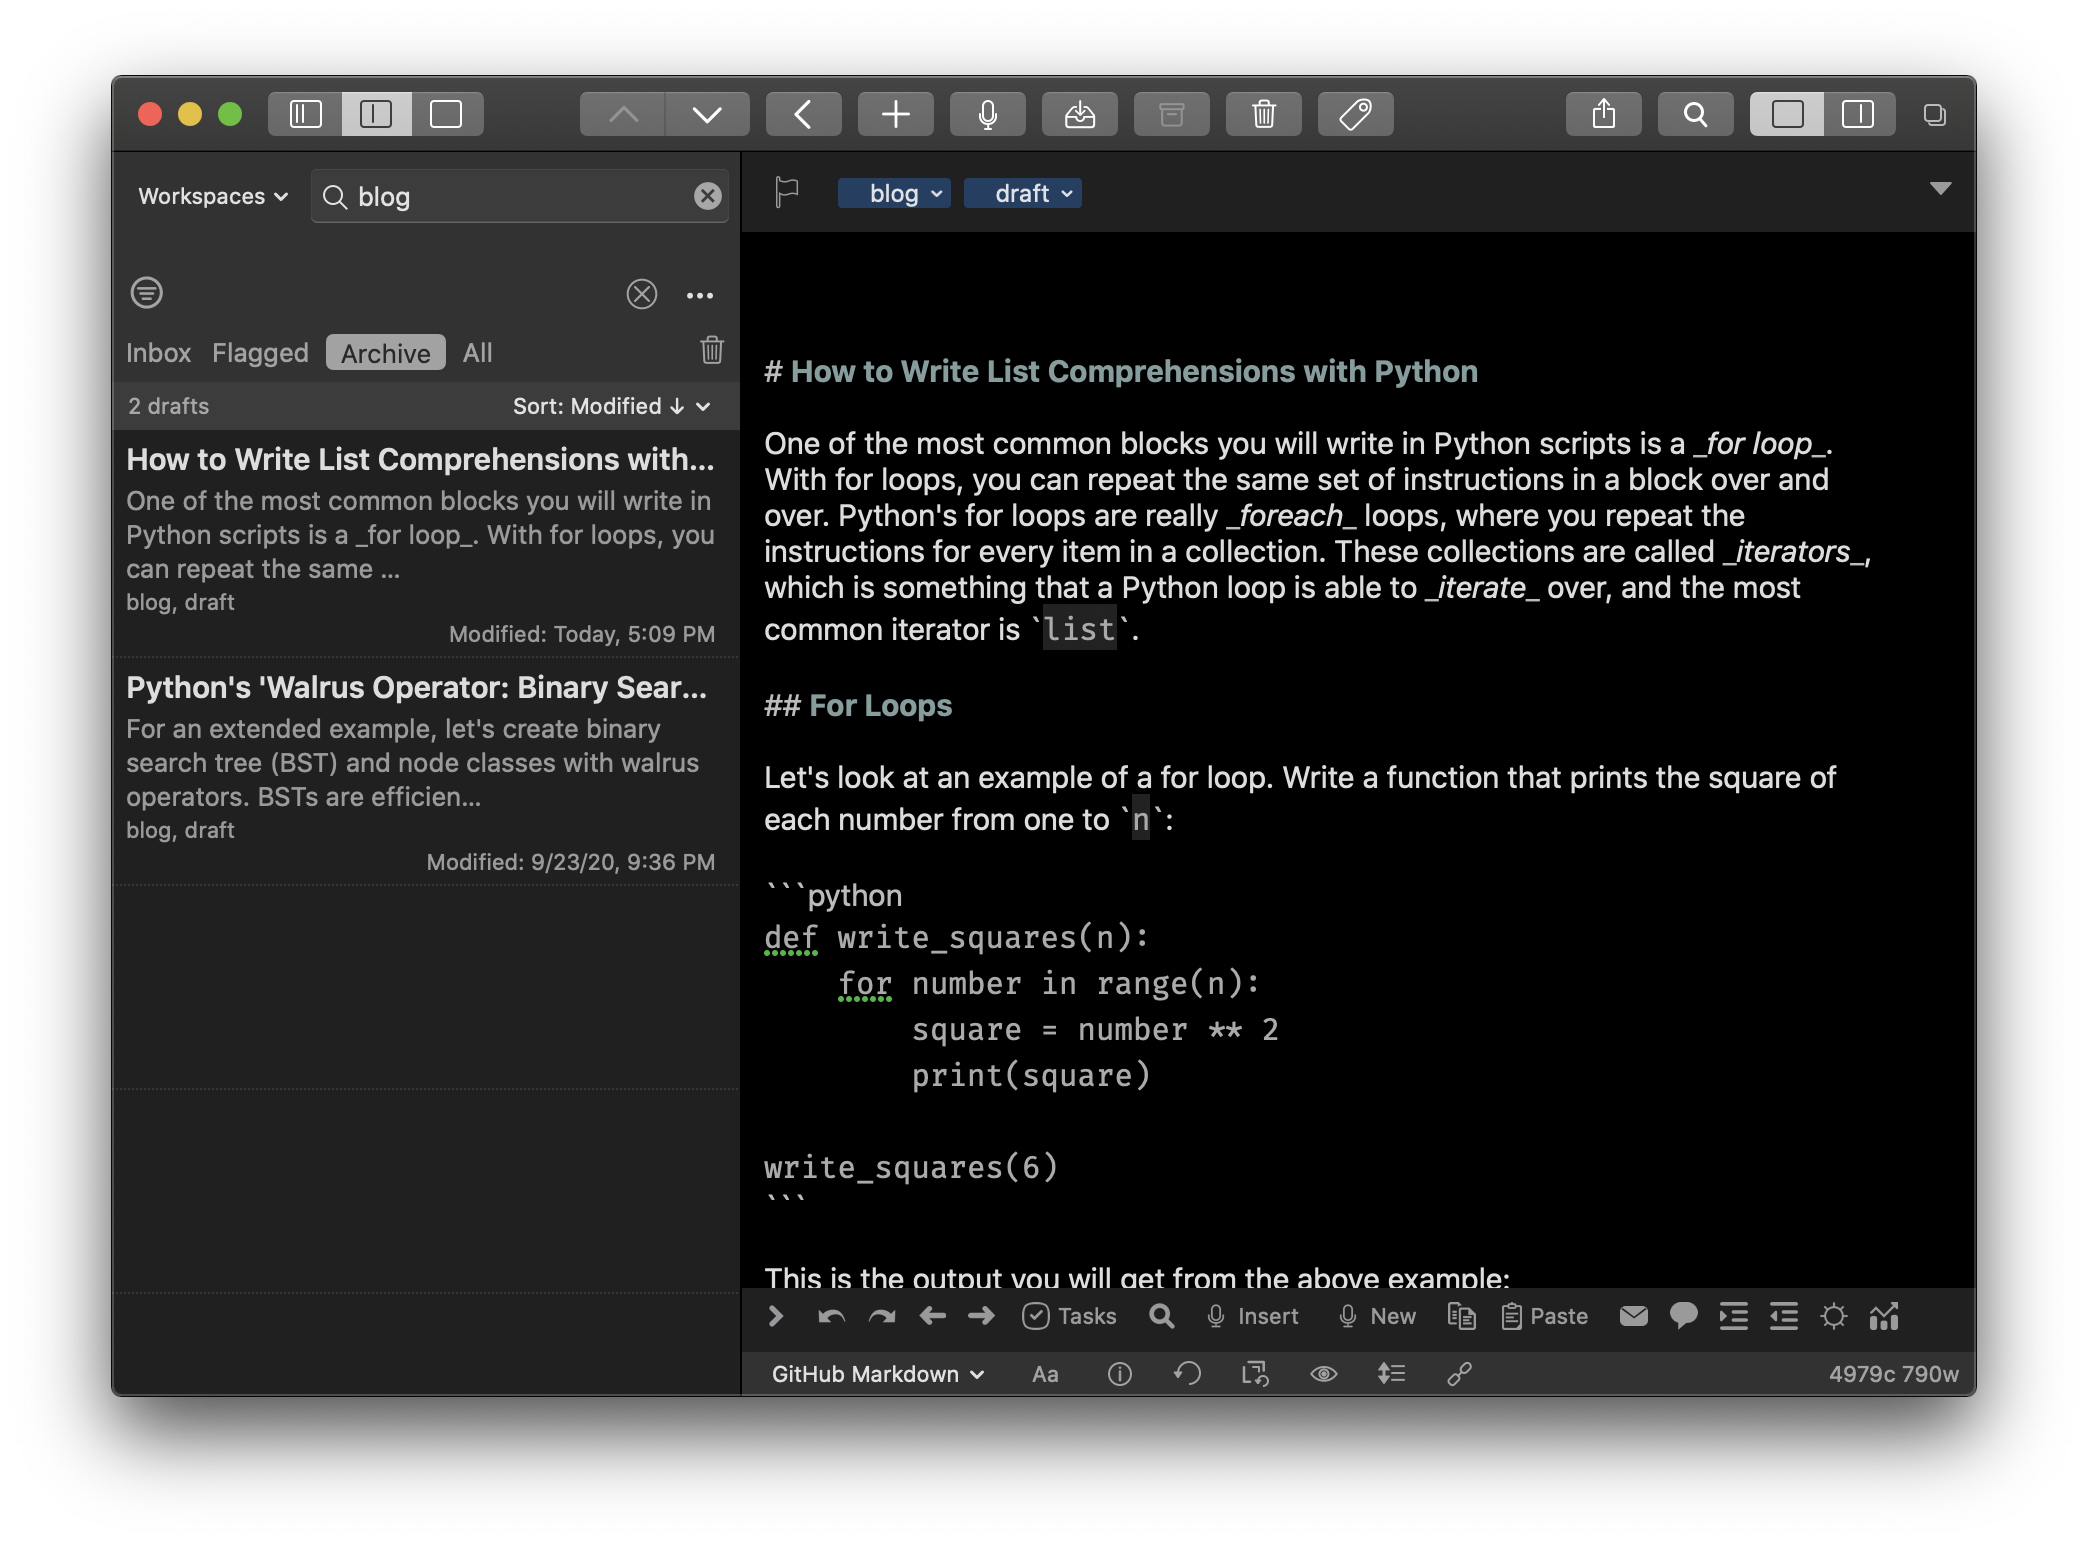 Workspaces
blog
Inbox Flagged Archive All
2 drafts Sort: Modified ↓
How to Write List Comprehensions with...
One of the most common blocks you will write in
Python scripts is a _for loop_. With for loops, you
can repeat the same ...
blog, draft
Modified: Today, 5:09 PM
Python's 'Walrus Operator: Binary Sear...
For an extended example, let's create binary
search tree (BST) and node classes with walrus
operators. BSTs are efficien...
blog, draft
Modified: 9/23/20, 9:36 PM
blog draft
# How to Write List Comprehensions with Python
One of the most common blocks you will write in Python scripts is a _for loop_.
With for loops, you can repeat the same set of instructions in a block over and
over. Python's for loops are really _foreach_ loops, where you repeat the
instructions for every item in a collection. These collections are called _iterators_,
which is something that a Python loop is able to _iterate_ over, and the most
common iterator is `list`.
## For Loops
Let's look at an example of a for loop. Write a function that prints the square of
each number from one to `n`:
```python
def write_squares(n):
    for number in range(n):
        square = number ** 2
        print(square)
write_squares(6)
```
This is the output you will get from the above example:
Tasks Insert New Paste
GitHub Markdown Aa 4979c 790w